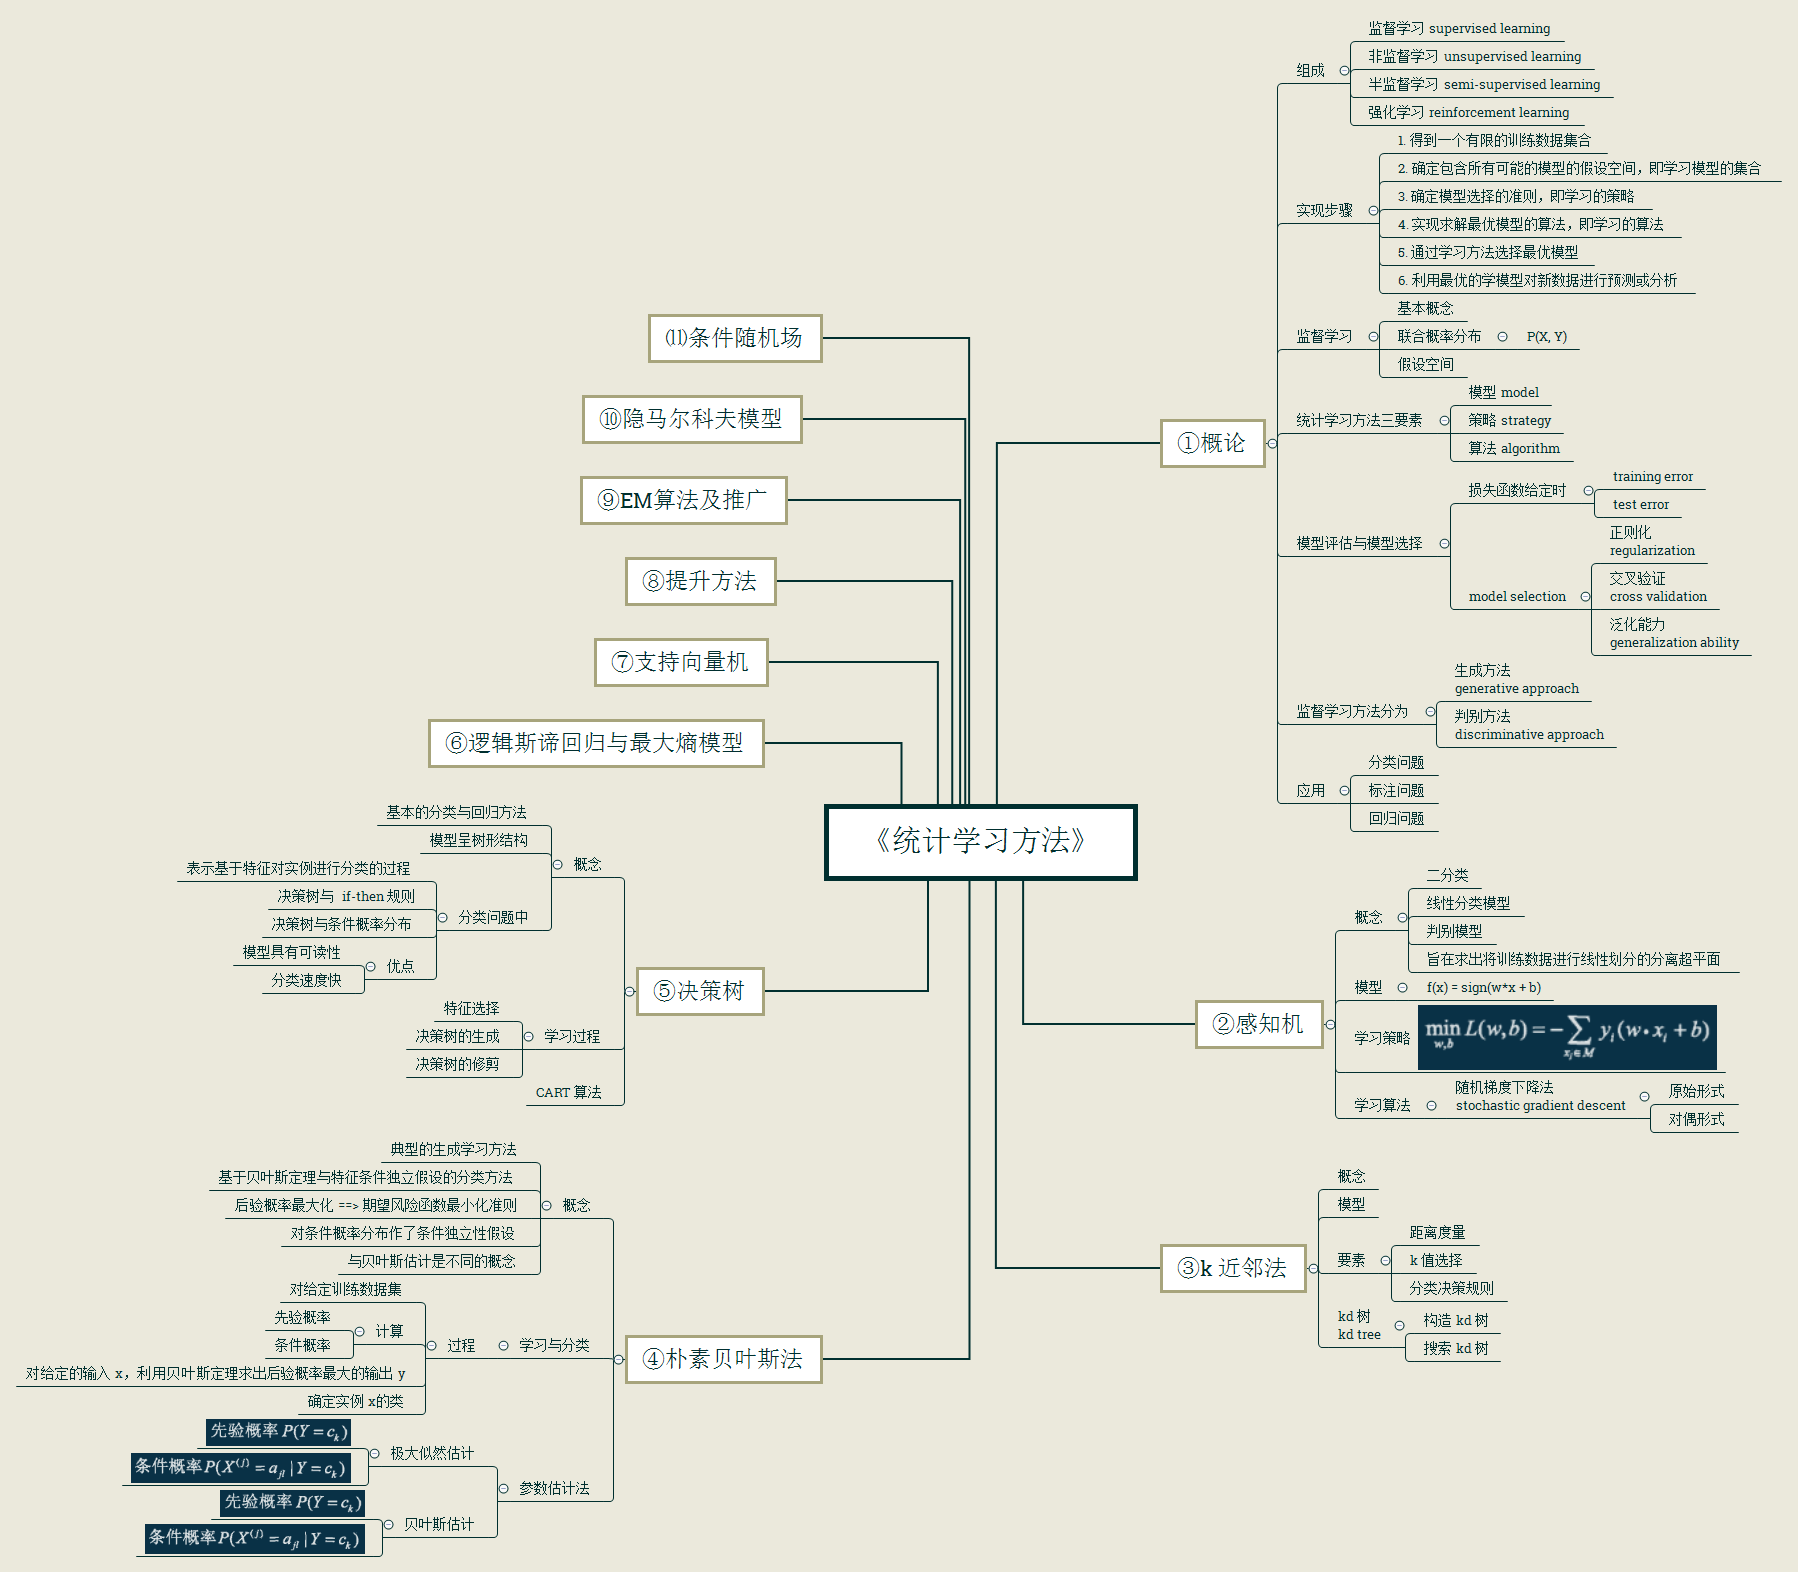 《统计学习方法》
①概论
组成
监督学习 supervised learning
非监督学习 unsupervised learning
半监督学习 semi-supervised learning
强化学习 reinforcement learning
实现步骤
1. 得到一个有限的训练数据集合
2. 确定包含所有可能的模型的假设空间，即学习模型的集合
3. 确定模型选择的准则，即学习的策略
4. 实现求解最优模型的算法，即学习的算法
5. 通过学习方法选择最优模型
6. 利用最优的学模型对新数据进行预测或分析
监督学习
基本概念
联合概率分布
P(X, Y)
假设空间
统计学习方法三要素
模型 model
策略 strategy
算法 algorithm
模型评估与模型选择
损失函数给定时
training error
test error
model selection
正则化
regularization
交叉验证
cross validation
泛化能力
generalization ability
监督学习方法分为
生成方法
generative approach
判别方法
discriminative approach
应用
分类问题
标注问题
回归问题
②感知机
概念
二分类
线性分类模型
判别模型
旨在求出将训练数据进行线性划分的分离超平面
模型
f(x) = sign(w*x + b)
学习策略
min_{w,b} L(w,b) = -∑_{x_i∈M} y_i(w•x_i + b)
学习算法
随机梯度下降法
stochastic gradient descent
原始形式
对偶形式
③k 近邻法
概念
模型
要素
距离度量
k 值选择
分类决策规则
kd 树
kd tree
构造 kd 树
搜索 kd 树
④朴素贝叶斯法
概念
典型的生成学习方法
基于贝叶斯定理与特征条件独立假设的分类方法
后验概率最大化 ==> 期望风险函数最小化准则
对条件概率分布作了条件独立性假设
与贝叶斯估计是不同的概念
学习与分类
过程
对给定训练数据集
计算
先验概率
条件概率
对给定的输入 x，利用贝叶斯定理求出后验概率最大的输出 y
确定实例 x的类
参数估计法
极大似然估计
先验概率 P(Y = c_k)
条件概率 P(X^{(j)} = a_{jl} | Y = c_k)
贝叶斯估计
先验概率 P(Y = c_k)
条件概率 P(X^{(j)} = a_{jl} | Y = c_k)
⑤决策树
概念
基本的分类与回归方法
模型呈树形结构
分类问题中
表示基于特征对实例进行分类的过程
决策树与 if-then 规则
决策树与条件概率分布
优点
模型具有可读性
分类速度快
学习过程
特征选择
决策树的生成
决策树的修剪
CART 算法
⑥逻辑斯谛回归与最大熵模型
⑦支持向量机
⑧提升方法
⑨EM算法及推广
⑩隐马尔科夫模型
⑾条件随机场